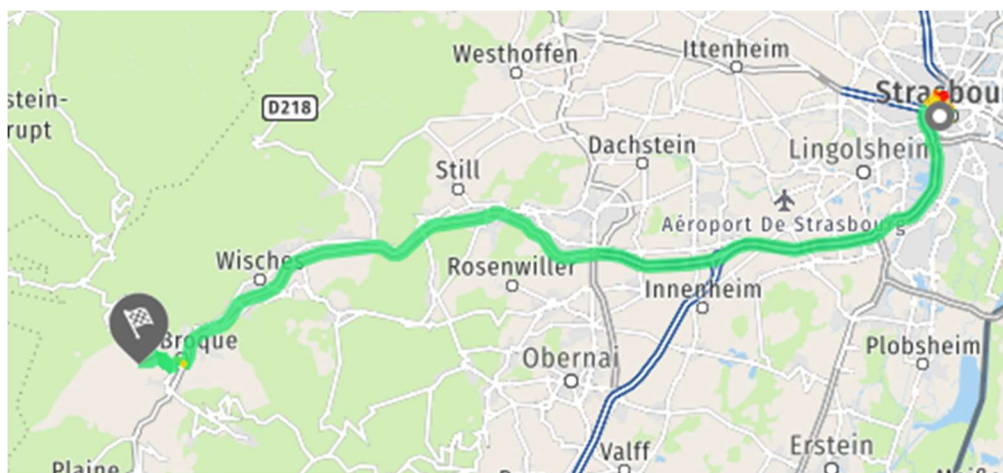 Westhoffen
Ittenheim
stein-
rupt
D218
Strasbou
Dachstein
Lingolsheim
Still
Aéroport De Strasbourg
Wisches
Rosenwiller
Innenheim
Broque
Obernai
Plobsheim
Valff
Erstein
Plaine